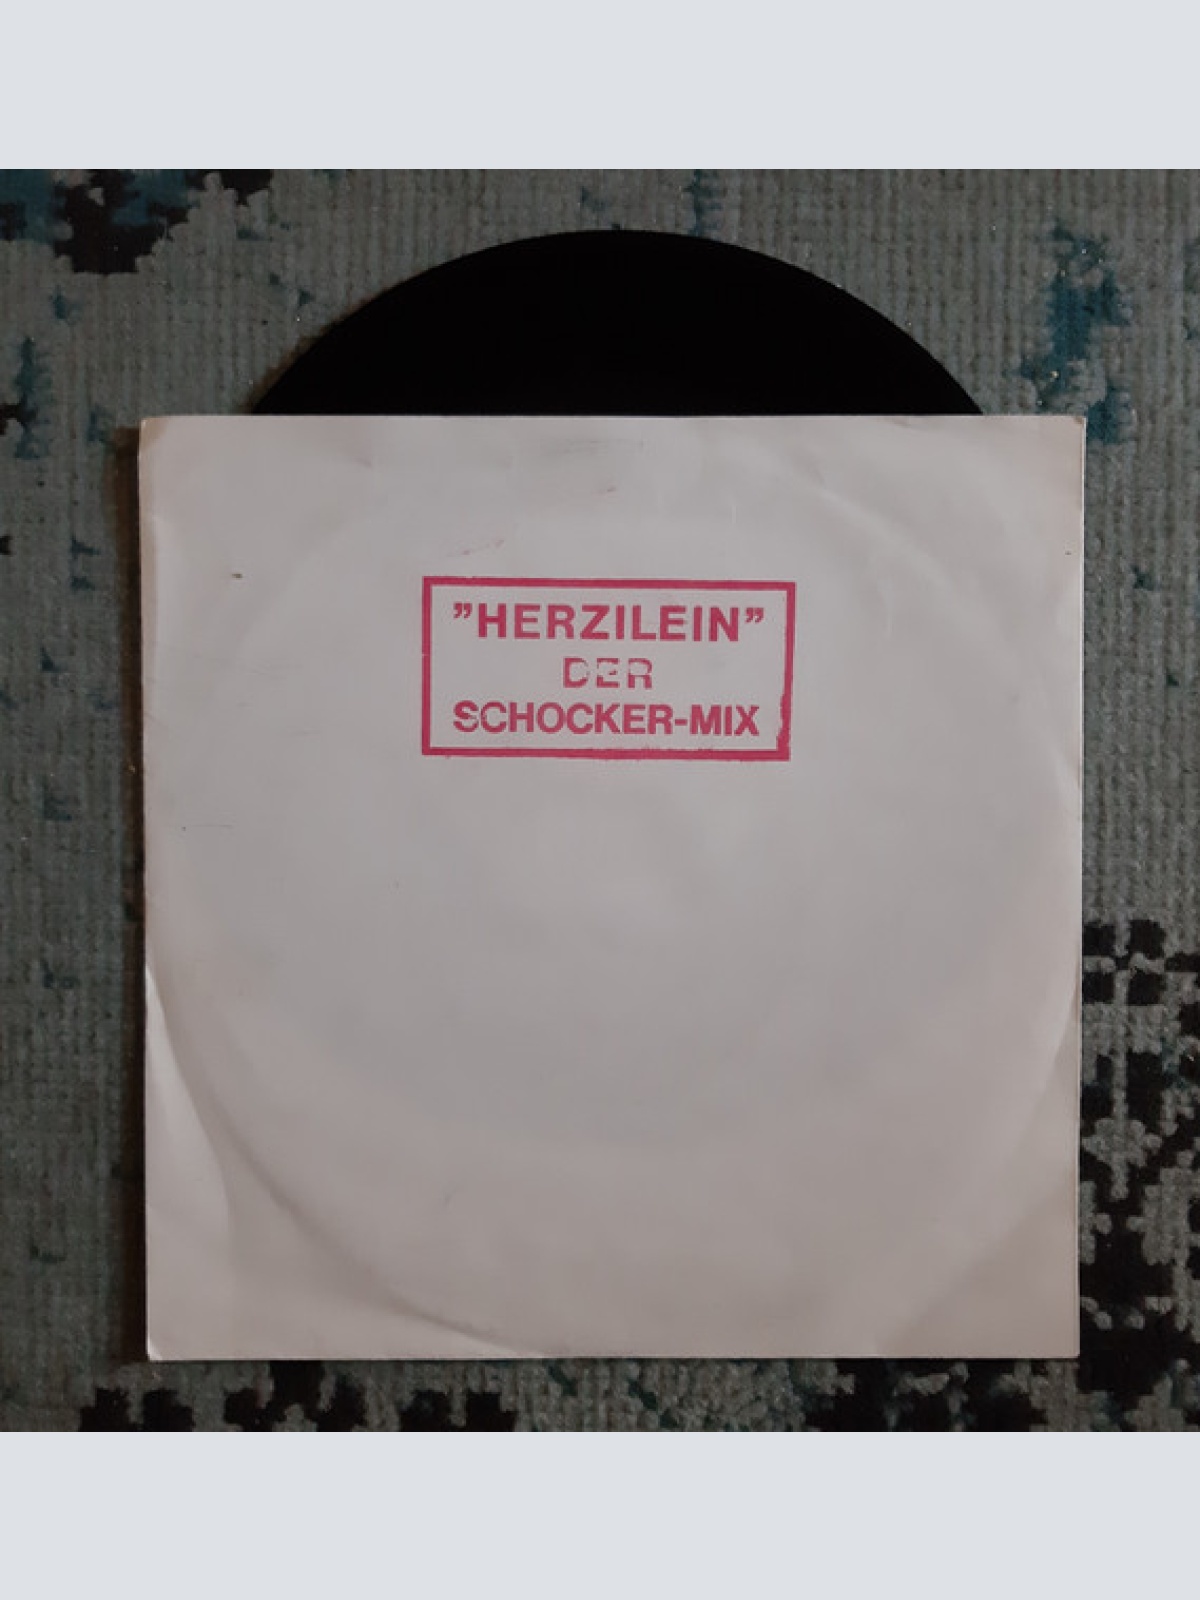 "HERZILEIN"
DER
SCHOCKER-MIX